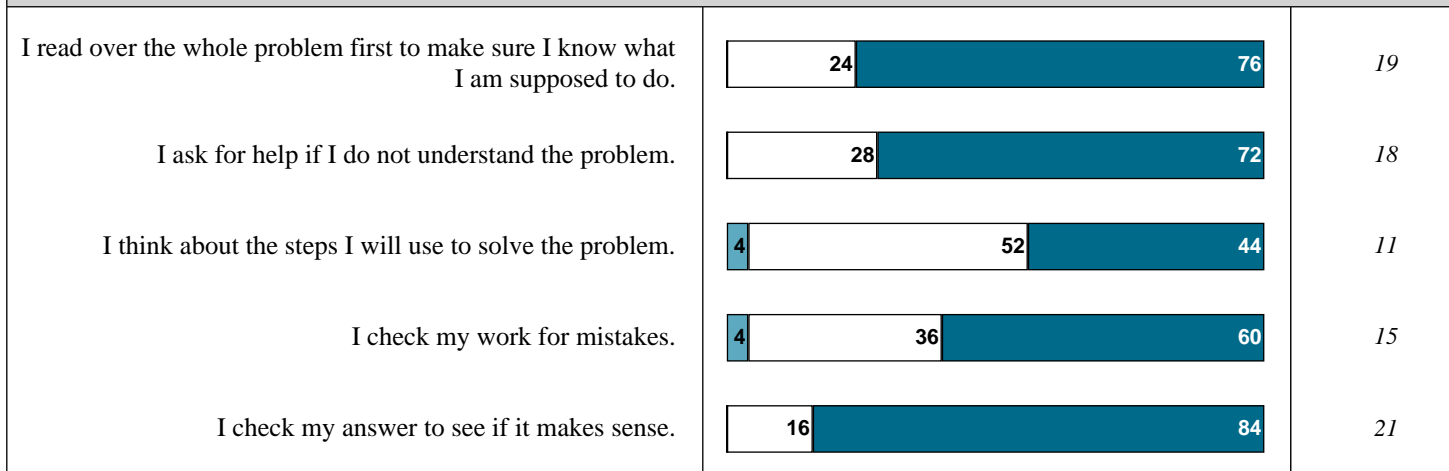 I read over the whole problem first to make sure I know what
I am supposed to do.
24 76 19
I ask for help if I do not understand the problem.
28 72 18
I think about the steps I will use to solve the problem.
4 52 44 11
I check my work for mistakes.
4 36 60 15
I check my answer to see if it makes sense.
16 84 21